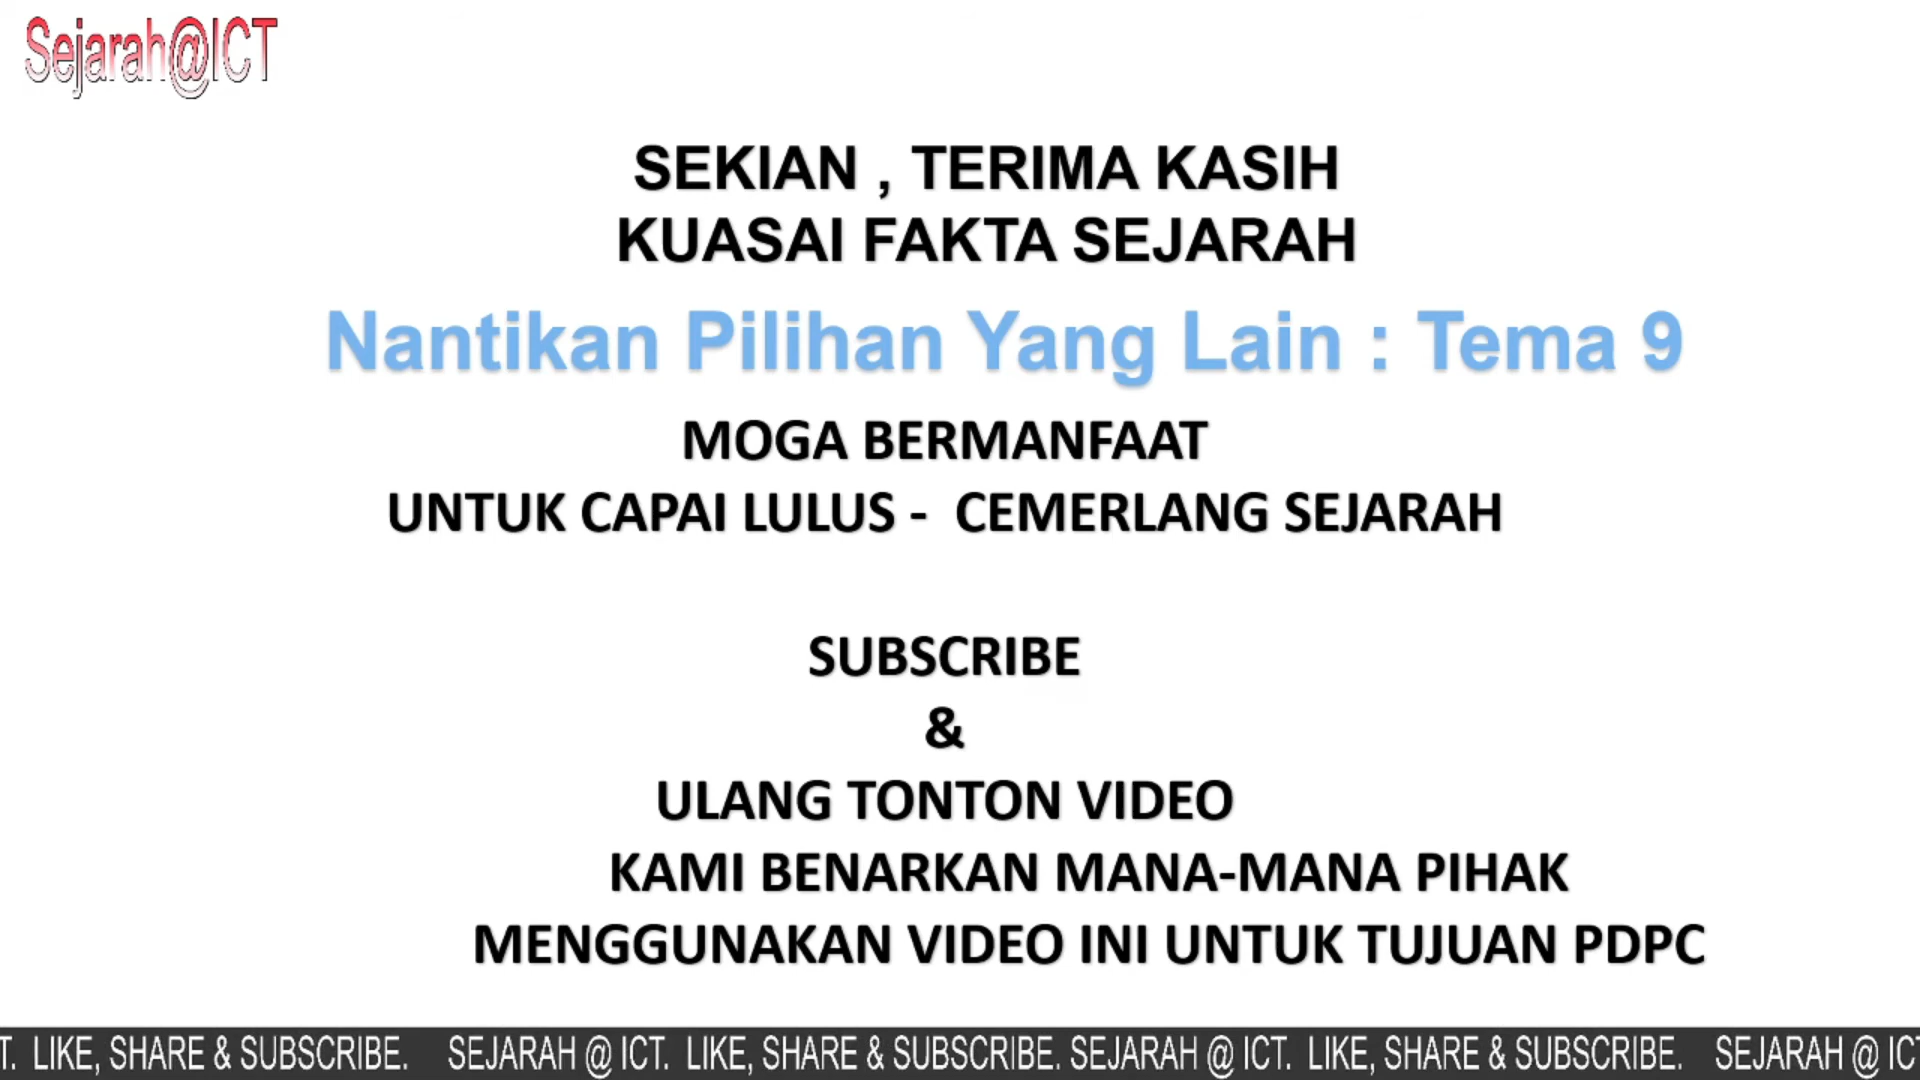 Sejarah@ICT
SEKIAN , TERIMA KASIH
KUASAI FAKTA SEJARAH
Nantikan Pilihan Yang Lain : Tema 9
MOGA BERMANFAAT
UNTUK CAPAI LULUS - CEMERLANG SEJARAH
SUBSCRIBE
&
ULANG TONTON VIDEO
KAMI BENARKAN MANA-MANA PIHAK
MENGGUNAKAN VIDEO INI UNTUK TUJUAN PDPC
T. LIKE, SHARE & SUBSCRIBE. SEJARAH @ ICT. LIKE, SHARE & SUBSCRIBE. SEJARAH @ ICT. LIKE, SHARE & SUBSCRIBE. SEJARAH @ ICT